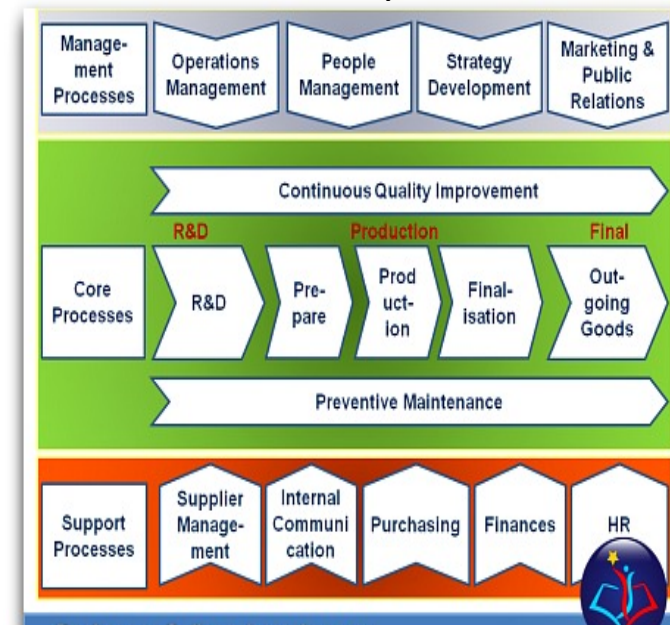 Manage-
ment
Processes
Operations
Management
People
Management
Strategy
Development
Marketing &
Public
Relations
Continuous Quality Improvement
R&D
Production
Final
Core
Processes
R&D
Pre-
pare
Prod
uct-
ion
Final-
isation
Out-
going
Goods
Preventive Maintenance
Support
Processes
Supplier
Manage-
ment
Internal
Communi
cation
Purchasing
Finances
HR